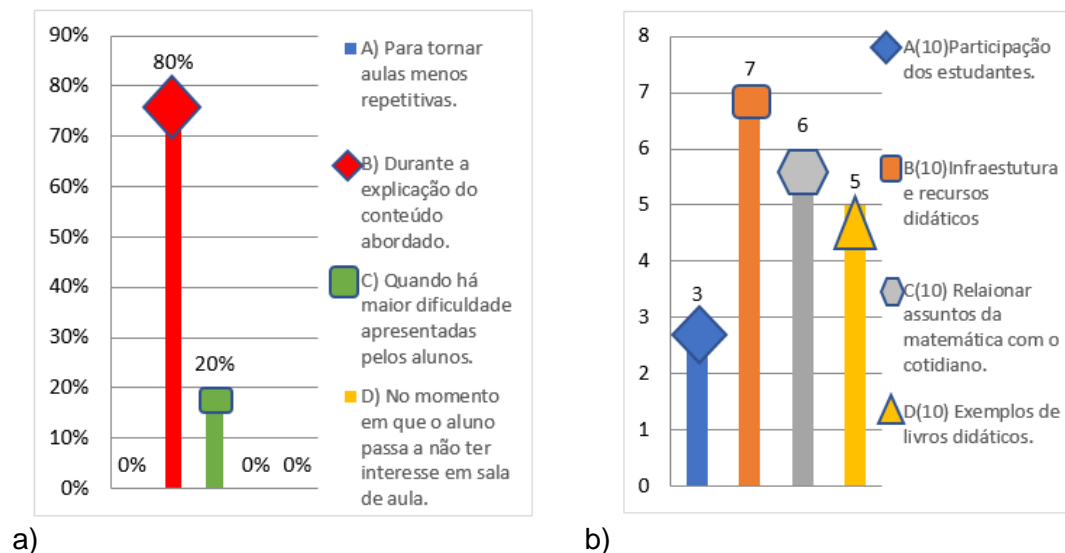 90%
80%
70%
60%
50%
40%
30%
20%
10%
0%
0%
80%
20%
0%
0%
A) Para tornar
aulas menos
repetitivas.
B) Durante a
explicação do
conteúdo
abordado.
C) Quando há
maior dificuldade
apresentadas
pelos alunos.
D) No momento
em que o aluno
passa a não ter
interesse em sala
de aula.
a)
8
7
6
5
4
3
2
1
0
3
7
6
5
A(10)Participação
dos estudantes.
B(10)Infraestutura
e recursos
didáticos
C(10) Relaionar
assuntos da
matemática com o
cotidiano.
D(10) Exemplos de
livros didáticos.
b)